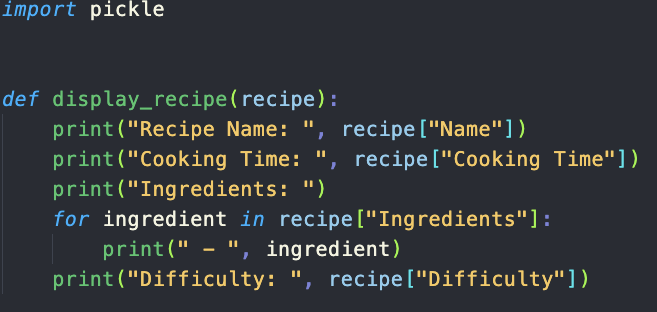 import pickle
def display_recipe(recipe):
    print("Recipe Name: ", recipe["Name"])
    print("Cooking Time: ", recipe["Cooking Time"])
    print("Ingredients: ")
    for ingredient in recipe["Ingredients"]:
        print(" - ", ingredient)
    print("Difficulty: ", recipe["Difficulty"])